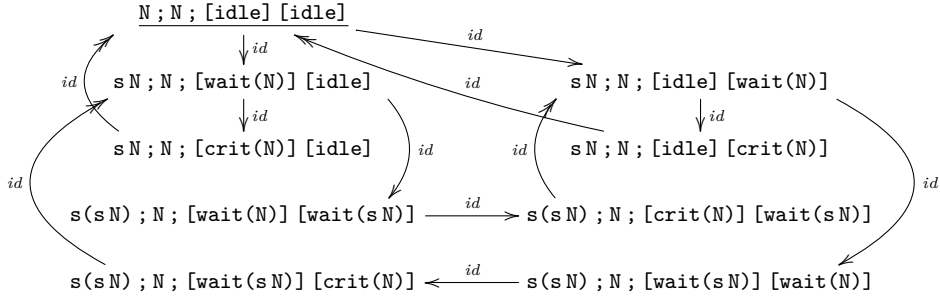 N ; N ; [idle] [idle]
id
id
id
id
s N ; N ; [wait(N)] [idle]
s N ; N ; [idle] [wait(N)]
id
id
s N ; N ; [crit(N)] [idle]
id
id
s N ; N ; [idle] [crit(N)]
id
id
s(s N) ; N ; [wait(N)] [wait(s N)]
id
s(s N) ; N ; [crit(N)] [wait(s N)]
s(s N) ; N ; [wait(s N)] [crit(N)]
id
s(s N) ; N ; [wait(s N)] [wait(N)]